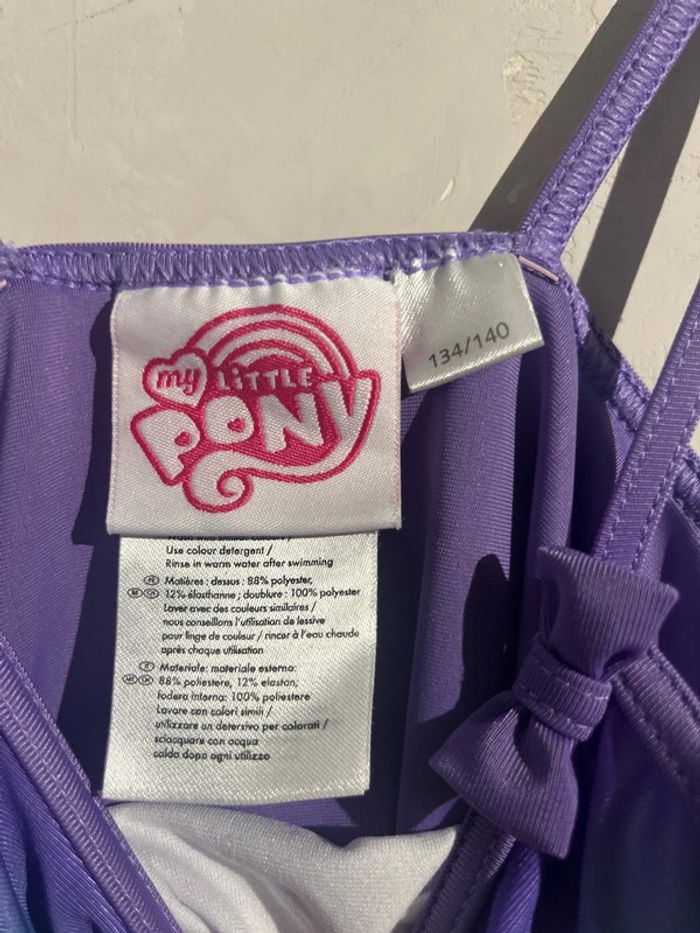 my LiTTLE
PONY
134/140
Use colour detergent /
Rinse in warm water after swimming
FR Matières : dessus : 88% polyester,
BE CH 12% élasthanne ; doublure : 100% polyester
Laver avec des couleurs similaires /
nous conseillons l'utilisation de lessive
pour linge de couleur / rincer à l'eau chaude
après chaque utilisation
Materiale: materiale esterno:
88% poliestere, 12% elastan;
fodera interna: 100% poliestere
Lavare con colori simili /
utilizzare un detersivo per colorati /
sciacquare con acqua
calda dopo ogni utilizzo